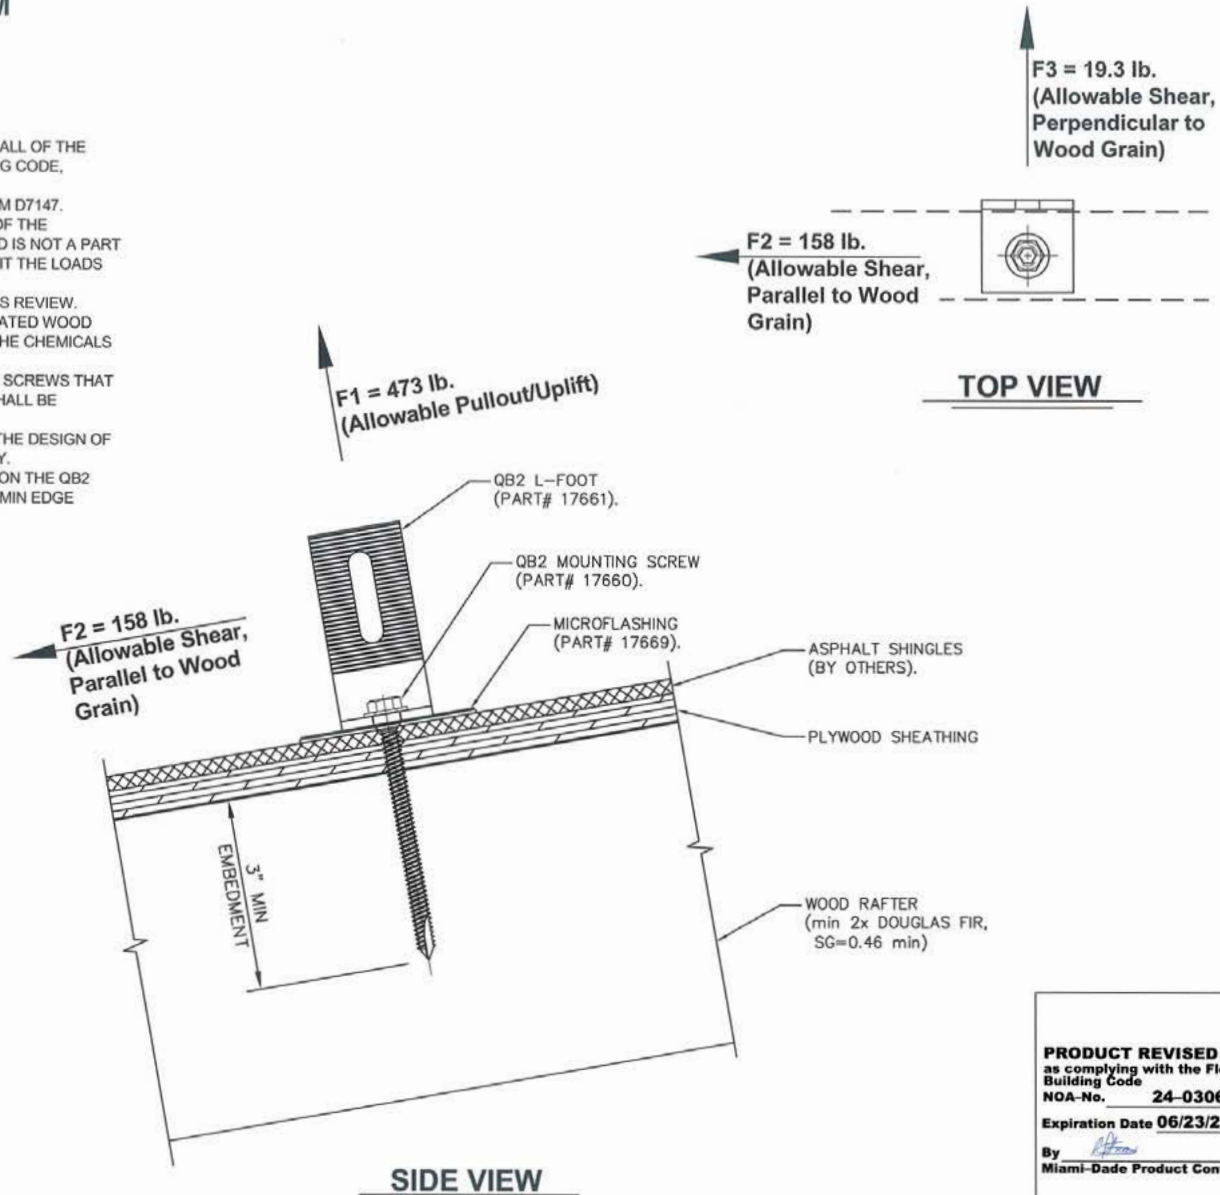 M
ALL OF THE
G CODE,
M D7147.
OF THE
D IS NOT A PART
IT THE LOADS
S REVIEW.
ATED WOOD
HE CHEMICALS
SCREWS THAT
HALL BE
THE DESIGN OF
Y.
ON THE QB2
MIN EDGE
F3 = 19.3 lb.
(Allowable Shear,
Perpendicular to
Wood Grain)
F2 = 158 lb.
(Allowable Shear,
Parallel to Wood
Grain)
TOP VIEW
F1 = 473 lb.
(Allowable Pullout/Uplift)
QB2 L-FOOT
(PART# 17661).
QB2 MOUNTING SCREW
(PART# 17660).
MICROFLASHING
(PART# 17669).
F2 = 158 lb.
(Allowable Shear,
Parallel to Wood
Grain)
ASPHALT SHINGLES
(BY OTHERS).
PLYWOOD SHEATHING
3" MIN
EMBEDMENT
WOOD RAFTER
(min 2x DOUGLAS FIR,
SG=0.46 min)
SIDE VIEW
PRODUCT REVISED
as complying with the Fl
Building Code
NOA-No. 24-0306
Expiration Date 06/23/2
By
Miami-Dade Product Con